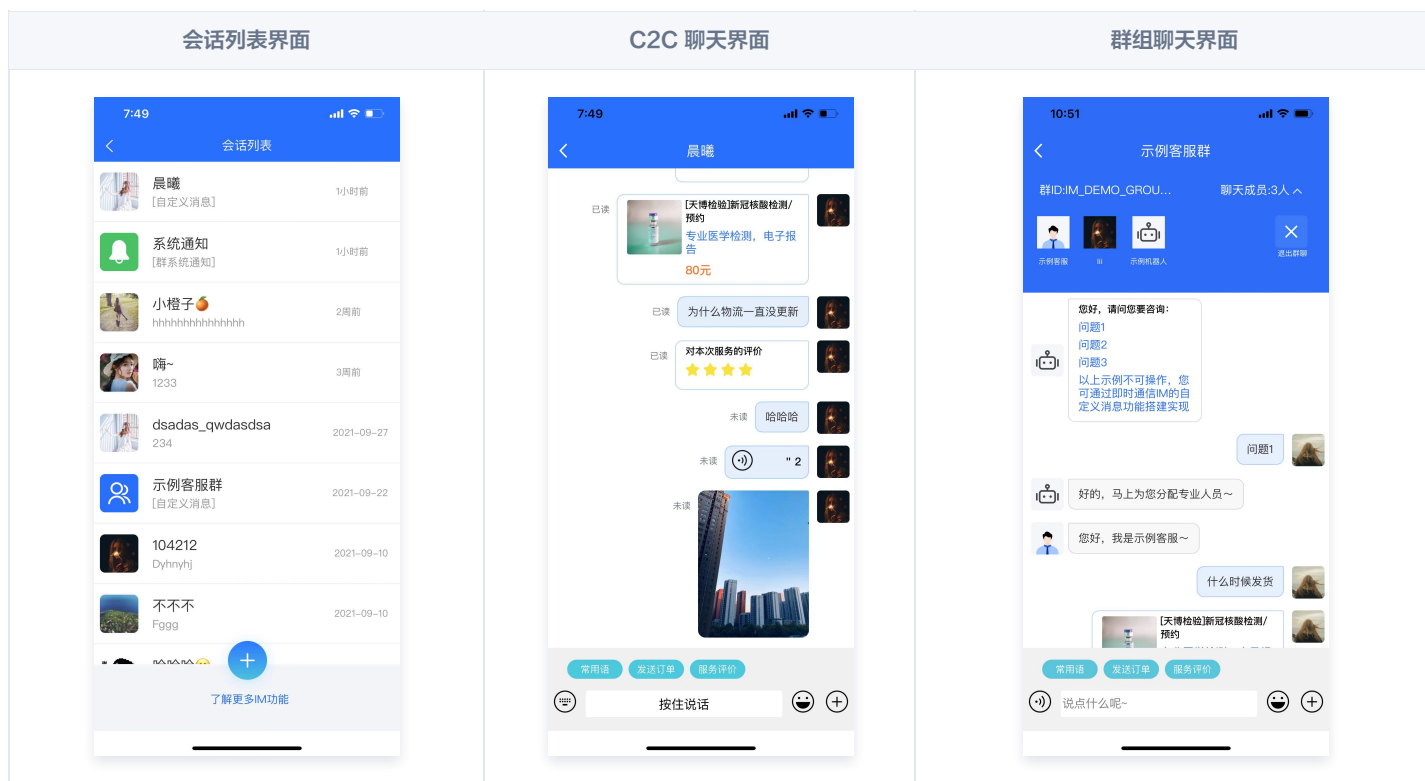 会话列表界面
C2C 聊天界面
群组聊天界面
7:49
会话列表
晨曦
1小时前
[自定义消息]
系统通知
1小时前
[群系统通知]
小橙子🍊
2周前
hhhhhhhhhhhhhhh
嗨~
3周前
1233
dsadas_qwdasdsa
2021-09-27
234
示例客服群
2021-09-22
[自定义消息]
104212
2021-09-10
Dyhnyhj
不不不
2021-09-10
Fggg
了解更多IM功能
7:49
晨曦
已读
[天博检验]新冠核酸检测/
预约
专业医学检测，电子报
告
80元
已读
为什么物流一直没更新
已读
对本次服务的评价
未读
哈哈哈
未读
" 2
未读
常用语
发送订单
服务评价
按住说话
10:51
示例客服群
群ID:IM_DEMO_GROU...
聊天成员:3人
示例客服
lii
示例机器人
退出群聊
您好，请问您要咨询：
问题1
问题2
问题3
以上示例不可操作，您
可通过即时通信IM的自
定义消息功能搭建实现
问题1
好的，马上为您分配专业人员～
您好，我是示例客服～
什么时候发货
[天博检验]新冠核酸检测/
预约
常用语
发送订单
服务评价
说点什么呢~